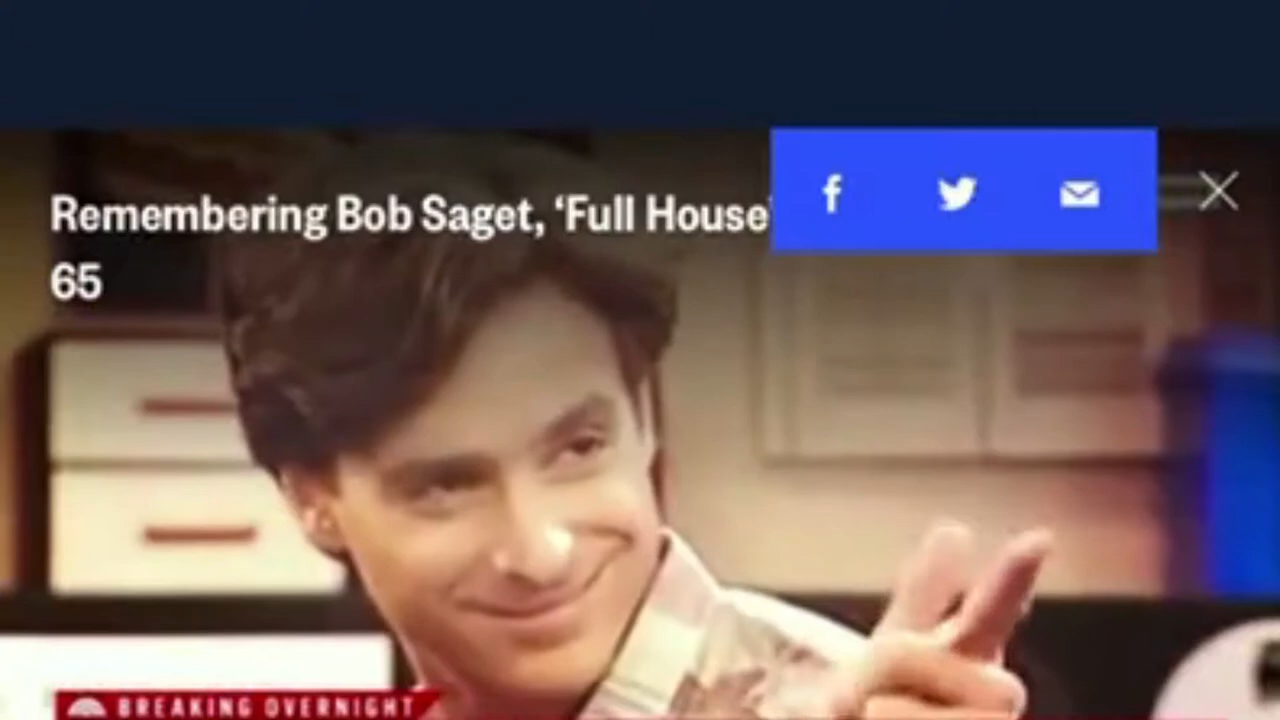 Remembering Bob Saget, ‘Full House’
65
BREAKING OVERNIGHT